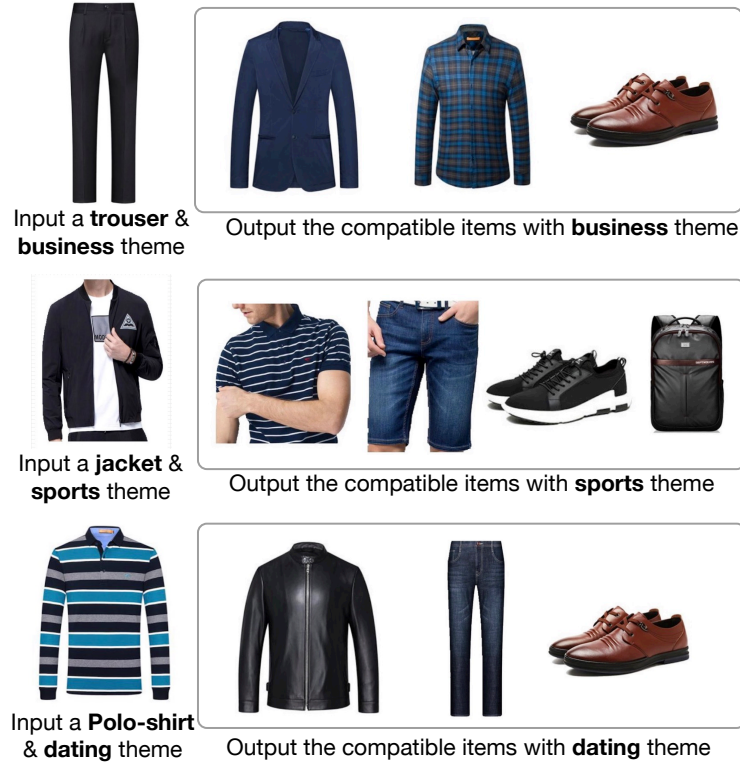 Input a trouser &
business theme
Output the compatible items with business theme
MOD
Input a jacket &
sports theme
Output the compatible items with sports theme
Input a Polo-shirt
& dating theme
Output the compatible items with dating theme